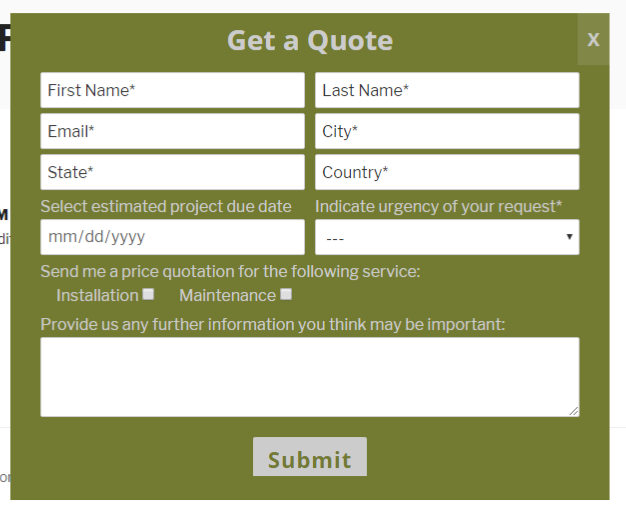 Get a Quote
X
First Name*
Last Name*
Email*
City*
State*
Country*
Select estimated project due date
Indicate urgency of your request*
mm/dd/yyyy
---
Send me a price quotation for the following service:
Installation
Maintenance
Provide us any further information you think may be important:
Submit